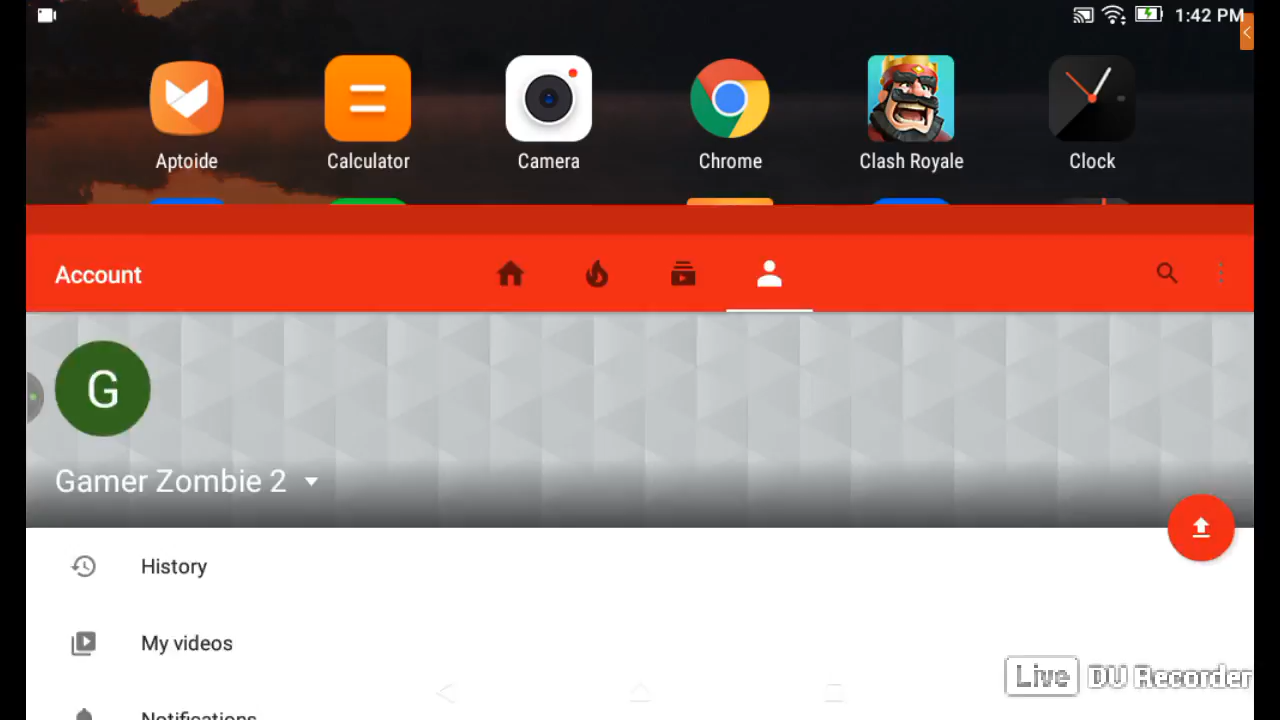 1:42 PM
Aptoide
Calculator
Camera
Chrome
Clash Royale
Clock
Account
G
Gamer Zombie 2
History
My videos
Notifications
Live DU Recorder